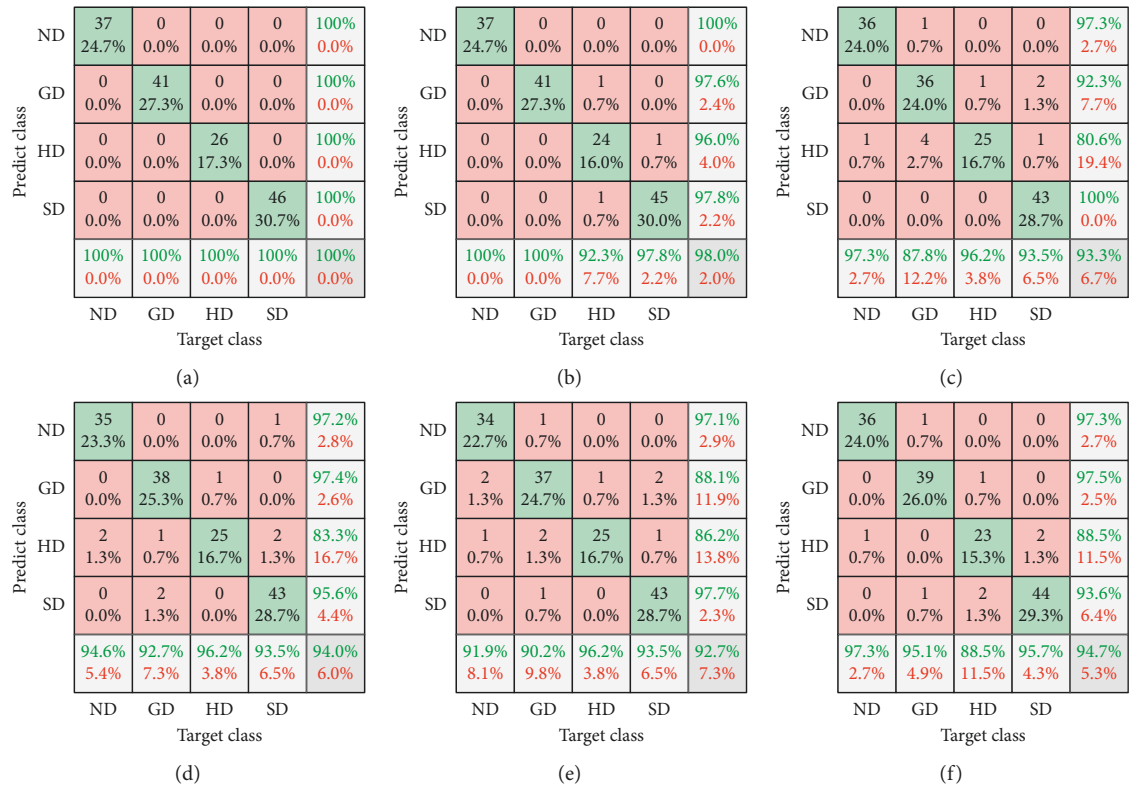 ND 37 0 0 0 100%
24.7% 0.0% 0.0% 0.0% 0.0%
GD 0 41 0 0 100%
0.0% 27.3% 0.0% 0.0% 0.0%
HD 0 0 26 0 100%
0.0% 0.0% 17.3% 0.0% 0.0%
SD 0 0 0 46 100%
0.0% 0.0% 0.0% 30.7% 0.0%
100% 100% 100% 100% 100%
0.0% 0.0% 0.0% 0.0% 0.0%
ND GD HD SD
Predict class
Target class
(a)
ND 37 0 0 0 100%
24.7% 0.0% 0.0% 0.0% 0.0%
GD 0 41 1 0 97.6%
0.0% 27.3% 0.7% 0.0% 2.4%
HD 0 0 24 1 96.0%
0.0% 0.0% 16.0% 0.7% 4.0%
SD 0 0 1 45 97.8%
0.0% 0.0% 0.7% 30.0% 2.2%
100% 100% 92.3% 97.8% 98.0%
0.0% 0.0% 7.7% 2.2% 2.0%
ND GD HD SD
Predict class
Target class
(b)
ND 36 1 0 0 97.3%
24.0% 0.7% 0.0% 0.0% 2.7%
GD 0 36 1 2 92.3%
0.0% 24.0% 0.7% 1.3% 7.7%
HD 1 4 25 1 80.6%
0.7% 2.7% 16.7% 0.7% 19.4%
SD 0 0 0 43 100%
0.0% 0.0% 0.0% 28.7% 0.0%
97.3% 87.8% 96.2% 93.5% 93.3%
2.7% 12.2% 3.8% 6.5% 6.7%
ND GD HD SD
Predict class
Target class
(c)
ND 35 0 0 1 97.2%
23.3% 0.0% 0.0% 0.7% 2.8%
GD 0 38 1 0 97.4%
0.0% 25.3% 0.7% 0.0% 2.6%
HD 2 1 25 2 83.3%
1.3% 0.7% 16.7% 1.3% 16.7%
SD 0 2 0 43 95.6%
0.0% 1.3% 0.0% 28.7% 4.4%
94.6% 92.7% 96.2% 93.5% 94.0%
5.4% 7.3% 3.8% 6.5% 6.0%
ND GD HD SD
Predict class
Target class
(d)
ND 34 1 0 0 97.1%
22.7% 0.7% 0.0% 0.0% 2.9%
GD 2 37 1 2 88.1%
1.3% 24.7% 0.7% 1.3% 11.9%
HD 1 2 25 1 86.2%
0.7% 1.3% 16.7% 0.7% 13.8%
SD 0 1 0 43 97.7%
0.0% 0.7% 0.0% 28.7% 2.3%
91.9% 90.2% 96.2% 93.5% 92.7%
8.1% 9.8% 3.8% 6.5% 7.3%
ND GD HD SD
Predict class
Target class
(e)
ND 36 1 0 0 97.3%
24.0% 0.7% 0.0% 0.0% 2.7%
GD 0 39 1 0 97.5%
0.0% 26.0% 0.7% 0.0% 2.5%
HD 1 0 23 2 88.5%
0.7% 0.0% 15.3% 1.3% 11.5%
SD 0 1 2 44 93.6%
0.0% 0.7% 1.3% 29.3% 6.4%
97.3% 95.1% 88.5% 95.7% 94.7%
2.7% 4.9% 11.5% 4.3% 5.3%
ND GD HD SD
Predict class
Target class
(f)